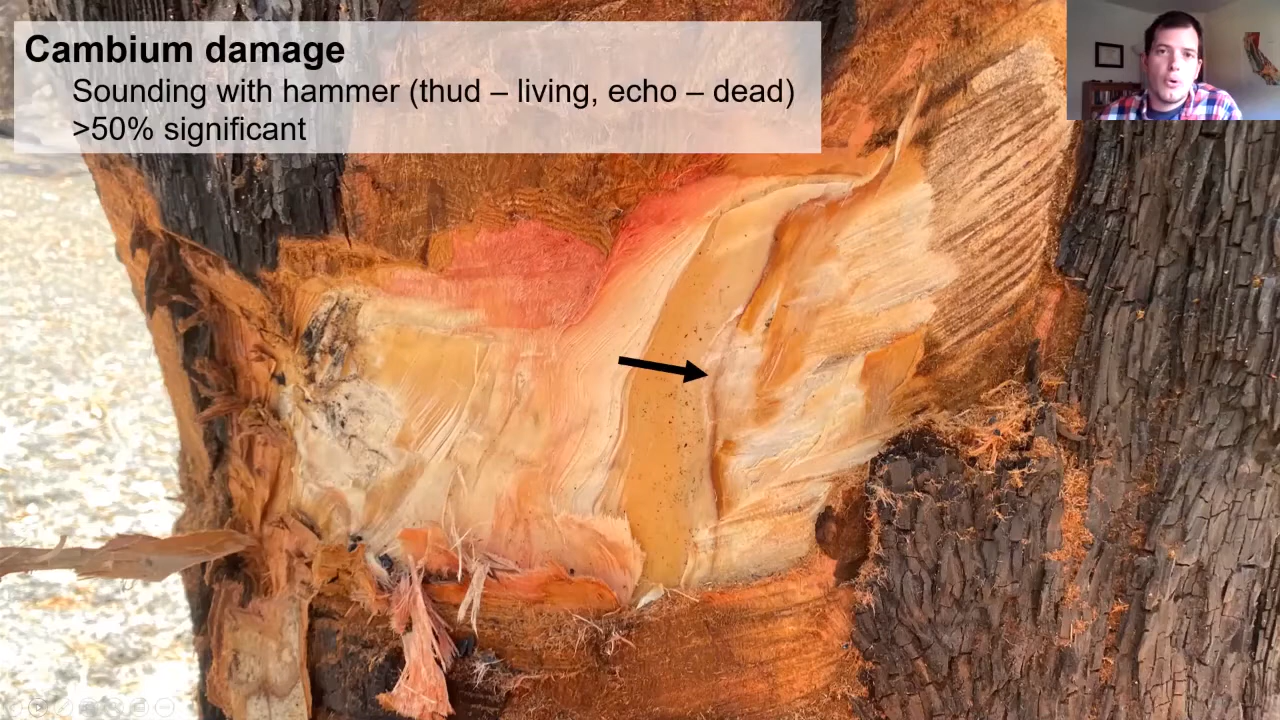 Cambium damage
Sounding with hammer (thud – living, echo – dead)
>50% significant